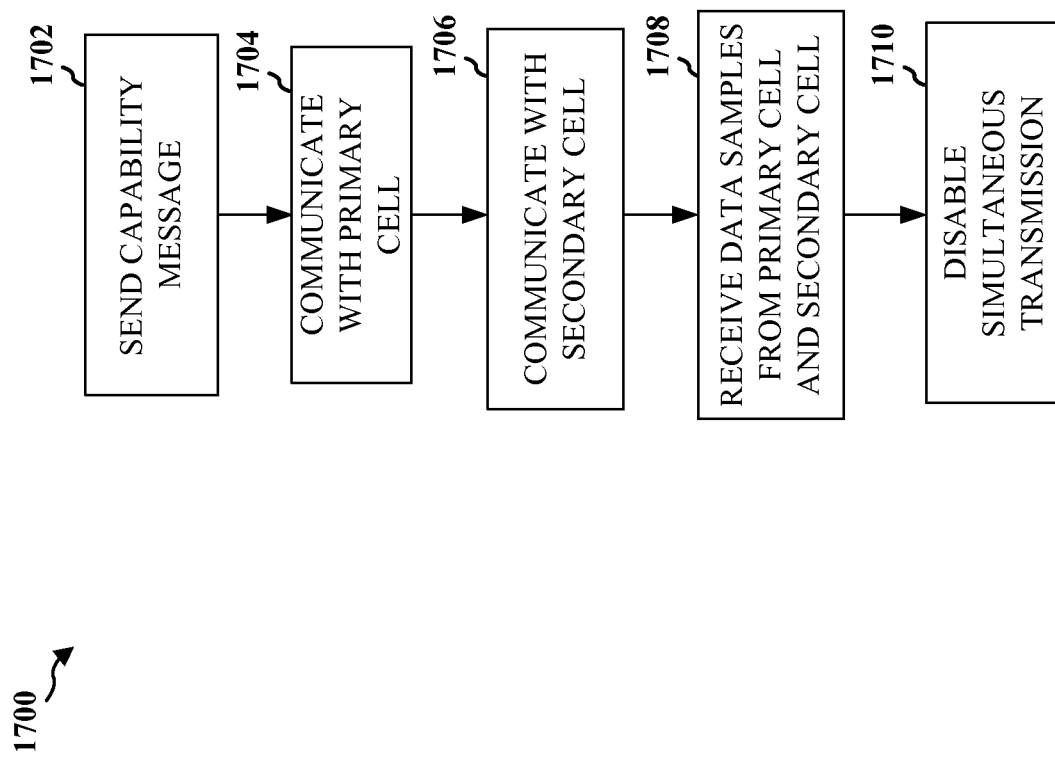 1700
1702
SEND CAPABILITY
MESSAGE
1704
COMMUNICATE
WITH PRIMARY
CELL
1706
COMMUNICATE WITH
SECONDARY CELL
1708
RECEIVE DATA SAMPLES
FROM PRIMARY CELL
AND SECONDARY CELL
1710
DISABLE
SIMULTANEOUS
TRANSMISSION